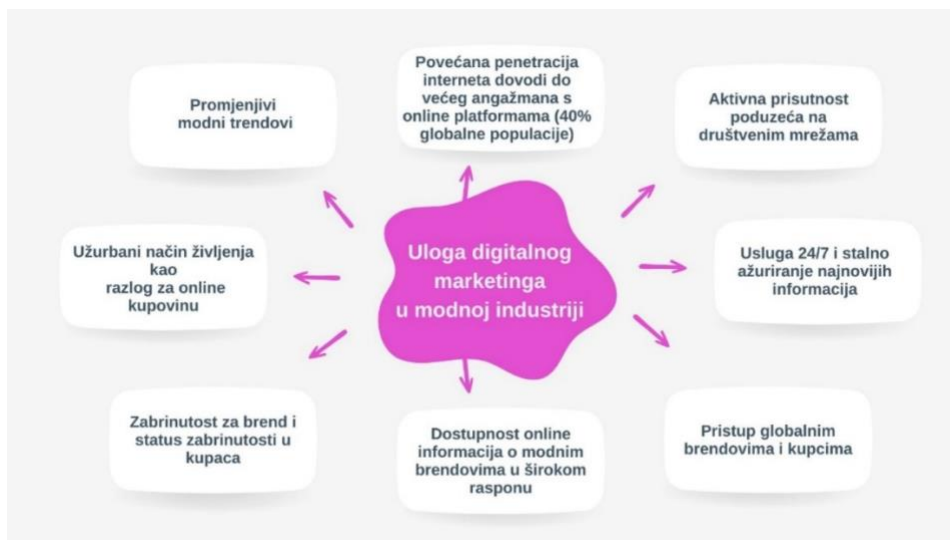 Promjenjivi
modni trendovi
Povećana penetracija
interneta dovodi do
većeg angažmana s
online platformama (40%
globalne populacije)
Aktivna prisutnost
poduzeća na
društvenim mrežama
Užurbani način življenja
kao
razlog za online
kupovinu
Uloga digitalnog
marketinga
u modnoj industriji
Usluga 24/7 i stalno
ažuriranje najnovijih
informacija
Zabrinutost za brend i
status zabrinutosti u
kupaca
Dostupnost online
informacija o modnim
brendovima u širokom
rasponu
Pristup globalnim
brendovima i kupcima